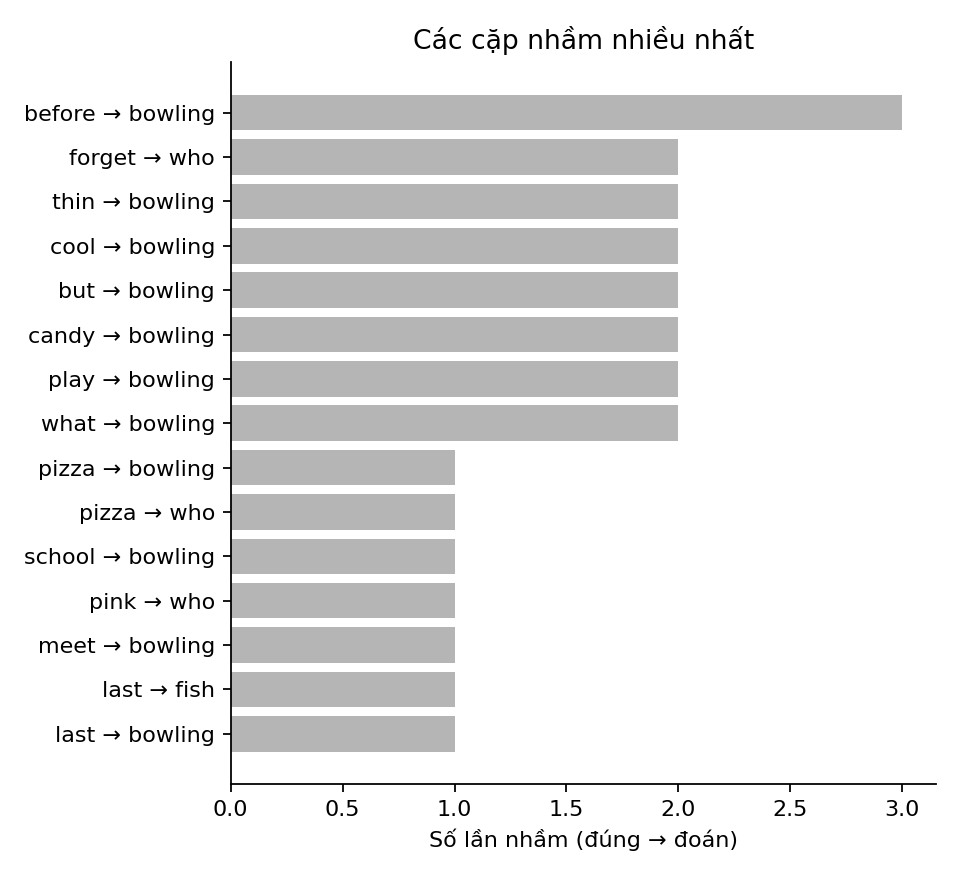 Các cặp nhầm nhiều nhất
before → bowling
forget → who
thin → bowling
cool → bowling
but → bowling
candy → bowling
play → bowling
what → bowling
pizza → bowling
pizza → who
school → bowling
pink → who
meet → bowling
last → fish
last → bowling
0.0 0.5 1.0 1.5 2.0 2.5 3.0
Số lần nhầm (đúng → đoán)